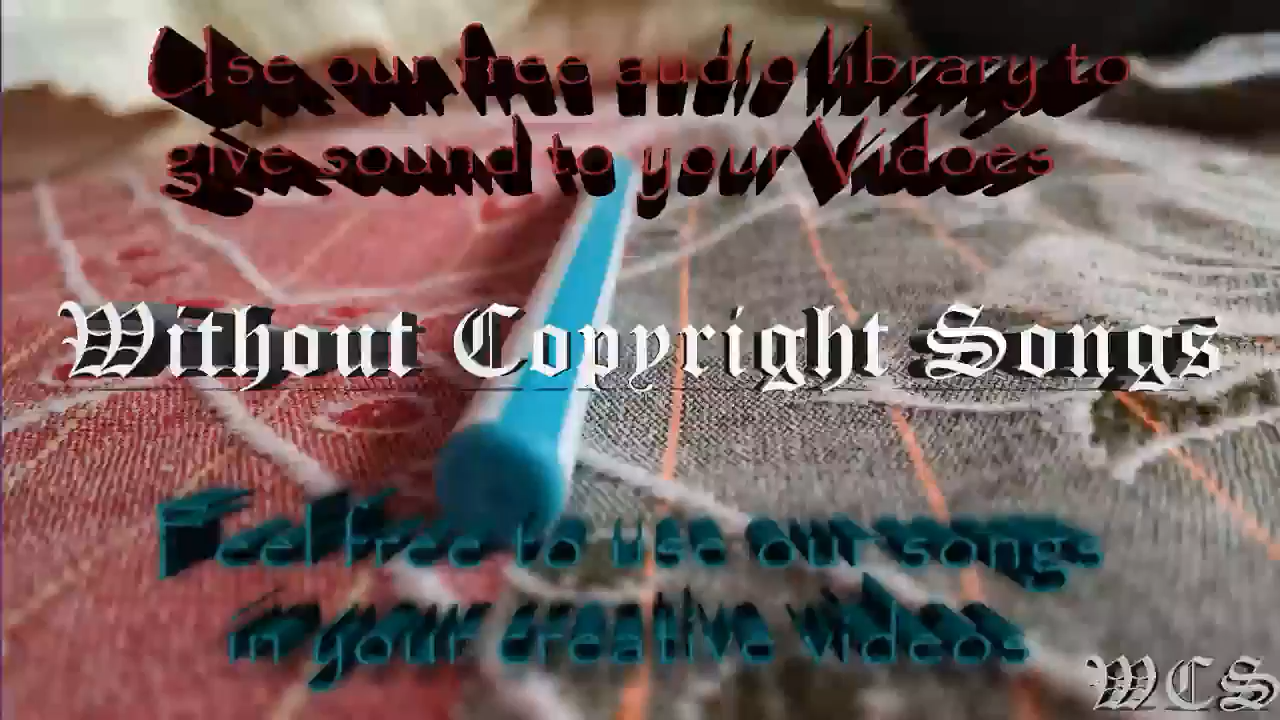 Use our free audio library to
give sound to your Vidoes
Without Copyright Songs
Feel free to use our songs
in your creative videos
WCS